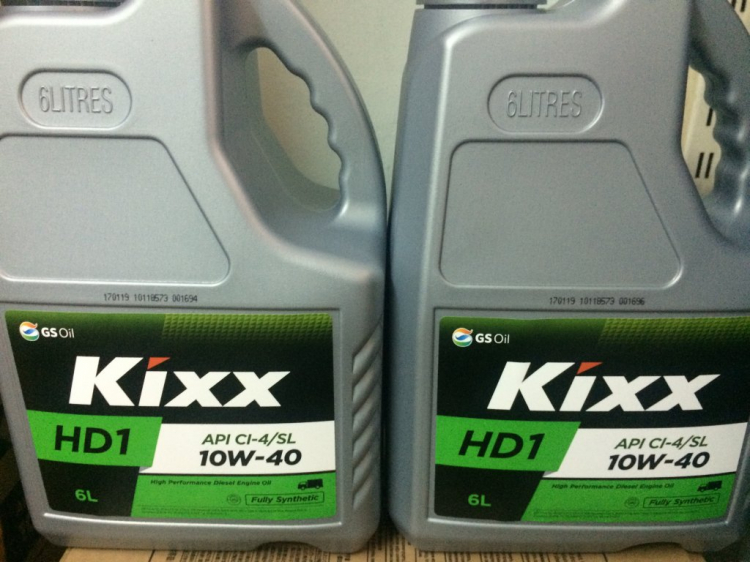 6LITRES
170119 10118573 001694
GS Oil
Kixx
HD1
API CI-4/SL
10W-40
High Performance Diesel Engine Oil
6L
Fully Synthetic
6LITRES
170119 10118573 001696
GS Oil
Kixx
HD1
API CI-4/SL
10W-40
High Performance Diesel Engine Oil
6L
Fully Synthetic